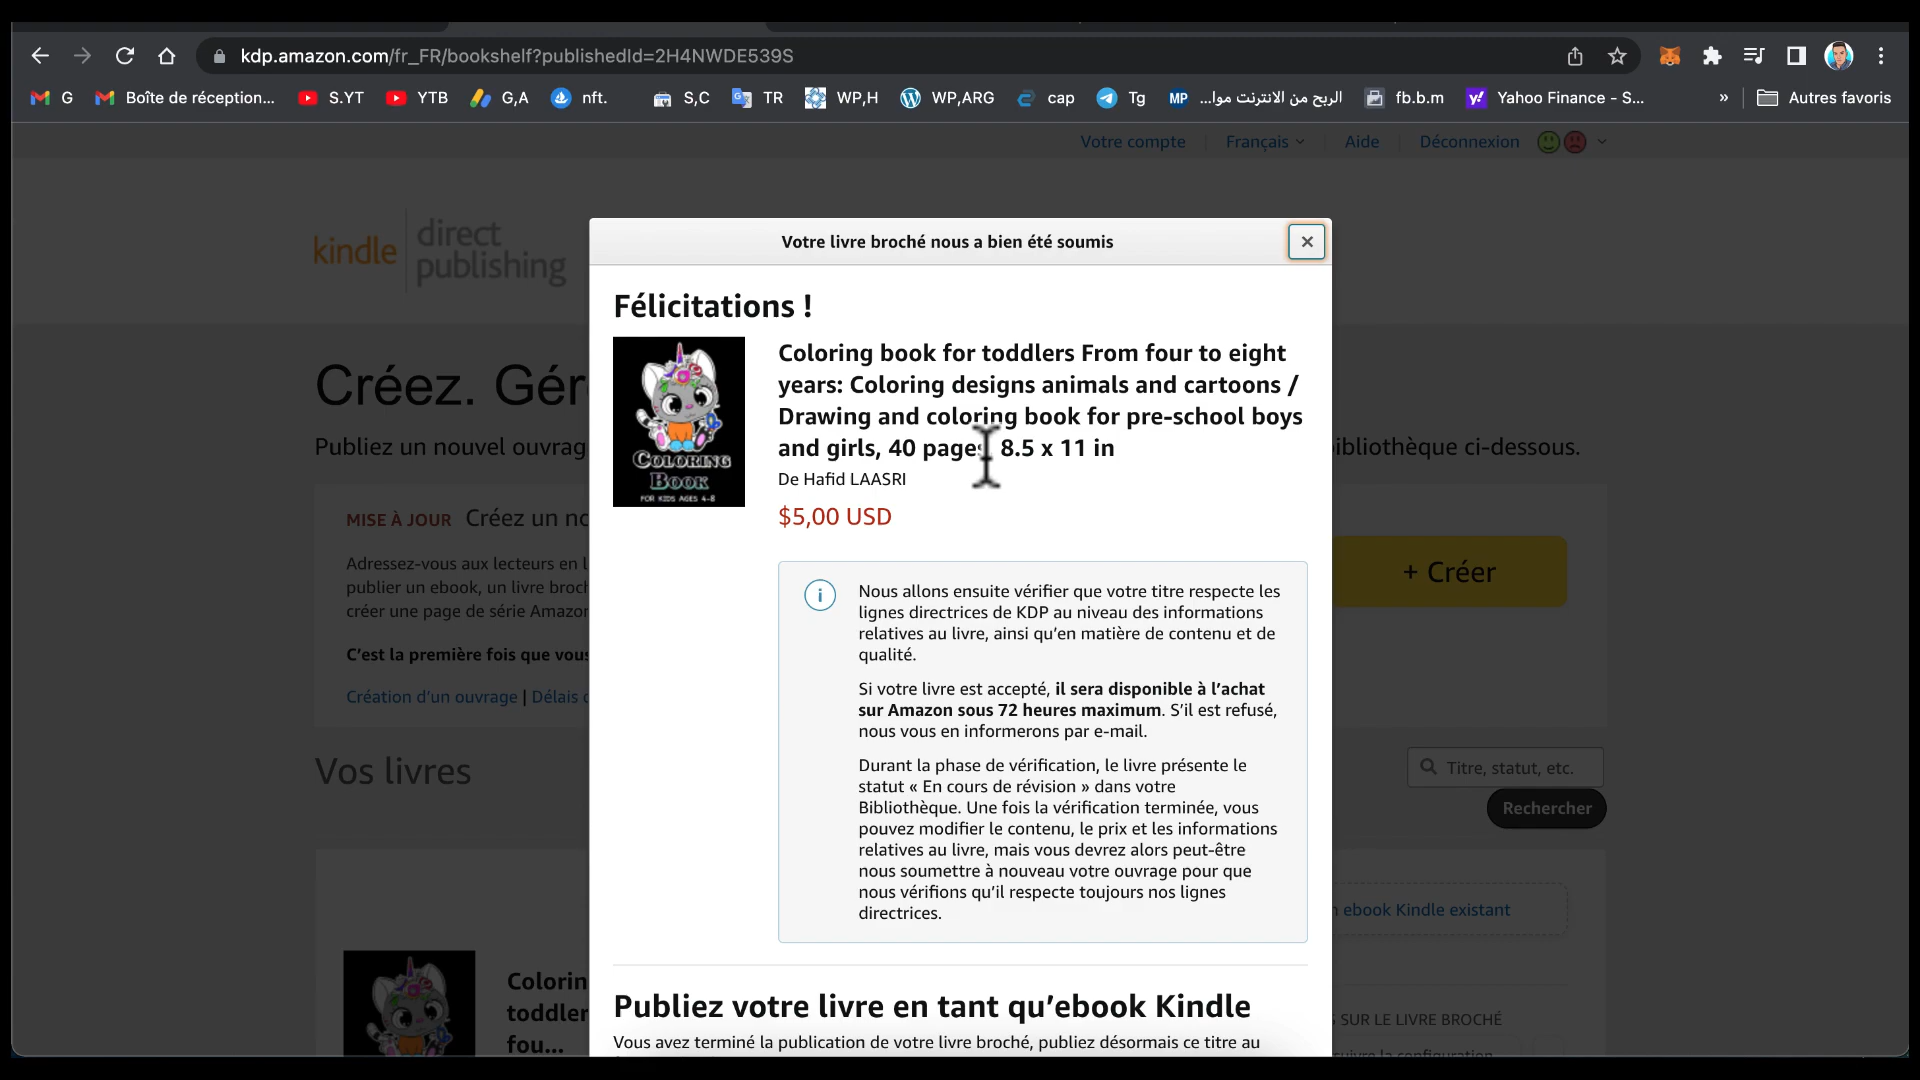 kdp.amazon.com/fr_FR/bookshelf?publishedId=2H4NWDE539S
G Boîte de réception... S.YT YTB G,A nft. S,C TR WP,H WP,ARG cap Tg الربح من الانترنت موا... fb.b.m Yahoo Finance - S... » Autres favoris
Votre compte Français Aide Déconnexion
kindle direct publishing
Votre livre broché nous a bien été soumis
Félicitations !
Coloring book for toddlers From four to eight
years: Coloring designs animals and cartoons /
Drawing and coloring book for pre-school boys
and girls, 40 pages, 8.5 x 11 in
De Hafid LAASRI
$5,00 USD
COLORING
BOOK
FOR KIDS AGES 4-8
Nous allons ensuite vérifier que votre titre respecte les
lignes directrices de KDP au niveau des informations
relatives au livre, ainsi qu'en matière de contenu et de
qualité.
Si votre livre est accepté, il sera disponible à l'achat
sur Amazon sous 72 heures maximum. S'il est refusé,
nous vous en informerons par e-mail.
Durant la phase de vérification, le livre présente le
statut « En cours de révision » dans votre
Bibliothèque. Une fois la vérification terminée, vous
pouvez modifier le contenu, le prix et les informations
relatives au livre, mais vous devrez alors peut-être
nous soumettre à nouveau votre ouvrage pour que
nous vérifions qu'il respecte toujours nos lignes
directrices.
Publiez votre livre en tant qu'ebook Kindle
Vous avez terminé la publication de votre livre broché, publiez désormais ce titre au
Créez. Gér
Publiez un nouvel ouvrag
ibliothèque ci-dessous.
MISE À JOUR Créez un no
Adressez-vous aux lecteurs en l
publier un ebook, un livre broch
créer une page de série Amazon
C'est la première fois que vous
Création d'un ouvrage | Délais d
+ Créer
Vos livres
Titre, statut, etc.
Rechercher
ebook Kindle existant
Colorin
toddler
fou...
SUR LE LIVRE BROCHÉ